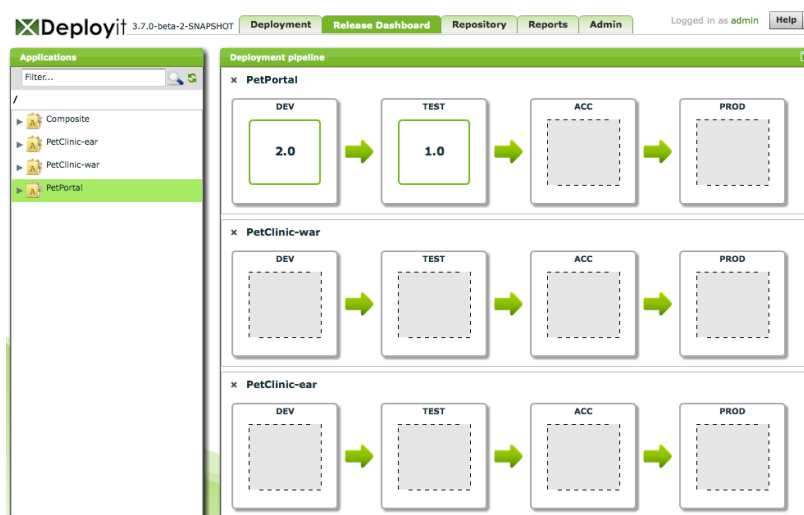 Deployit 3.7.0-beta-2-SNAPSHOT Deployment Release Dashboard Repository Reports Admin Logged in as admin Help
Applications
Filter...
/
Composite
PetClinic-ear
PetClinic-war
PetPortal
Deployment pipeline
PetPortal
DEV TEST ACC PROD
2.0 1.0
PetClinic-war
DEV TEST ACC PROD
PetClinic-ear
DEV TEST ACC PROD